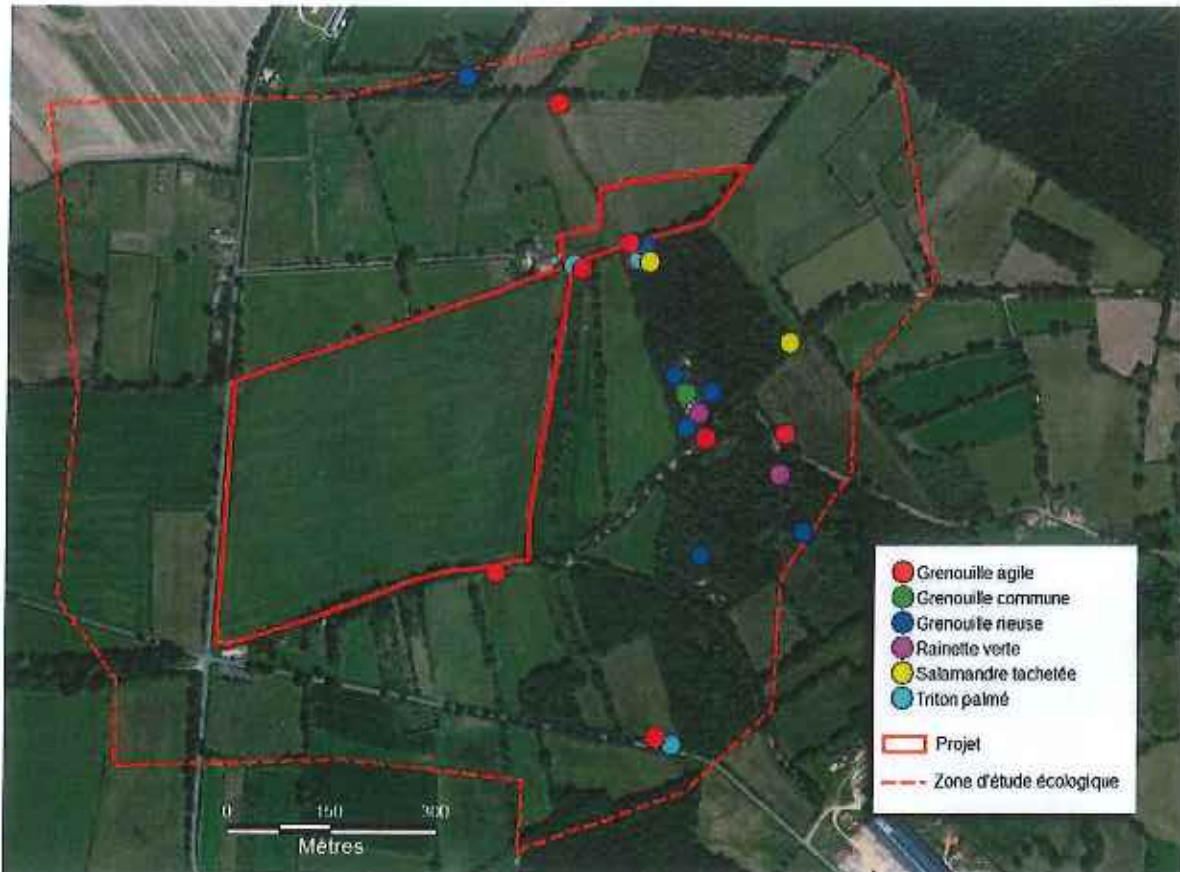 Grenouille agile
Grenouille commune
Grenouille rieuse
Rainette verte
Salamandre tachetée
Triton palmé
Projet
Zone d'étude écologique
0 150 300
Mètres